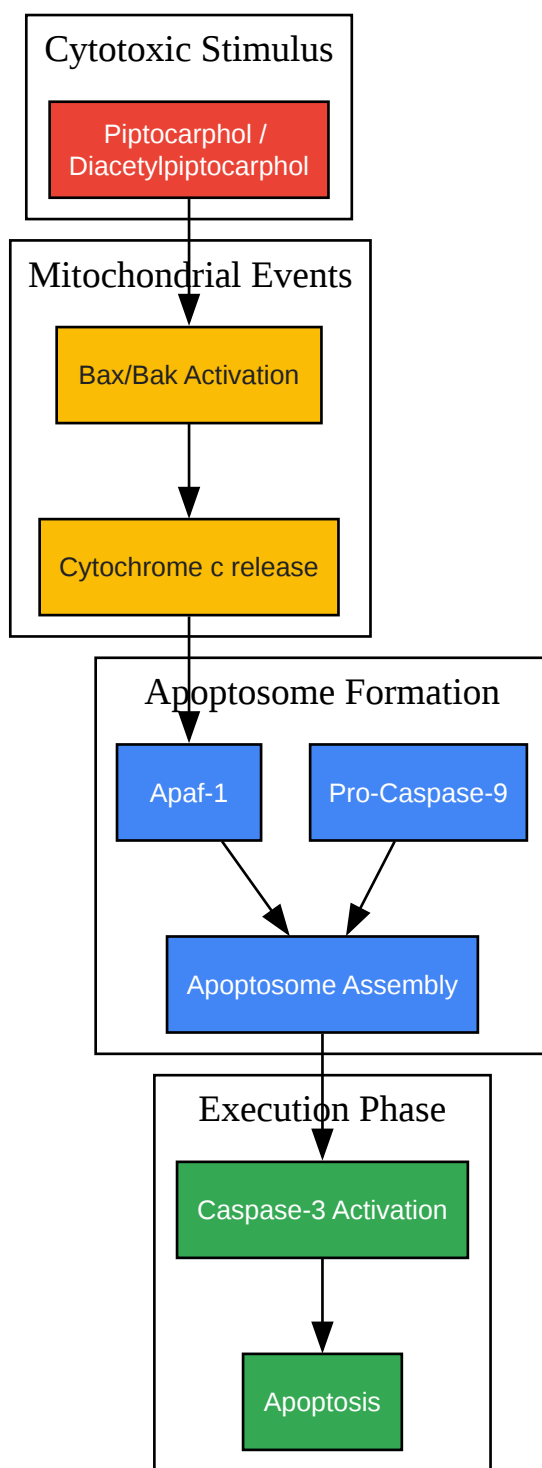 Cytotoxic Stimulus
Piptocarphol /
Diacetylpiptocarphol
Mitochondrial Events
Bax/Bak Activation
Cytochrome c release
Apoptosome Formation
Apaf-1
Pro-Caspase-9
Apoptosome Assembly
Execution Phase
Caspase-3 Activation
Apoptosis